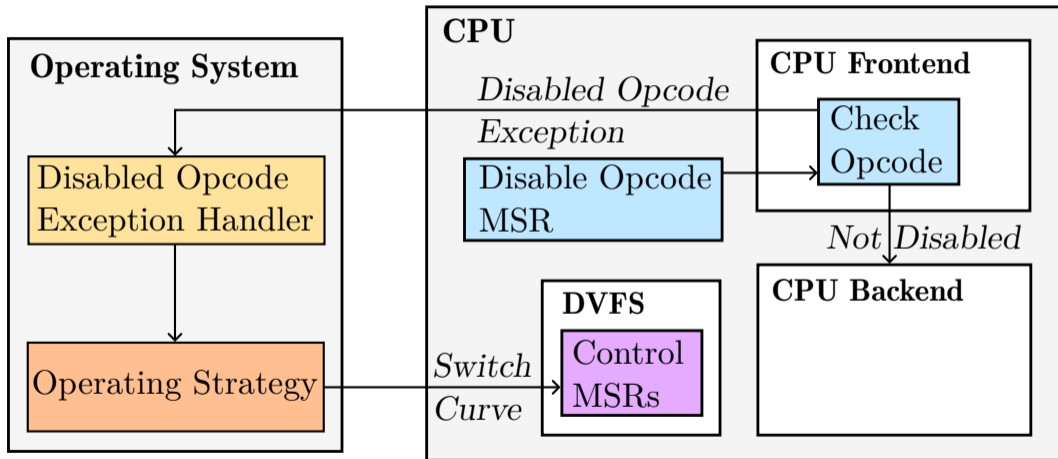 Operating System
Disabled Opcode
Exception Handler
Operating Strategy
CPU
Disabled Opcode
Exception
Disable Opcode
MSR
CPU Frontend
Check
Opcode
Not Disabled
Switch
Curve
DVFS
Control
MSRs
CPU Backend